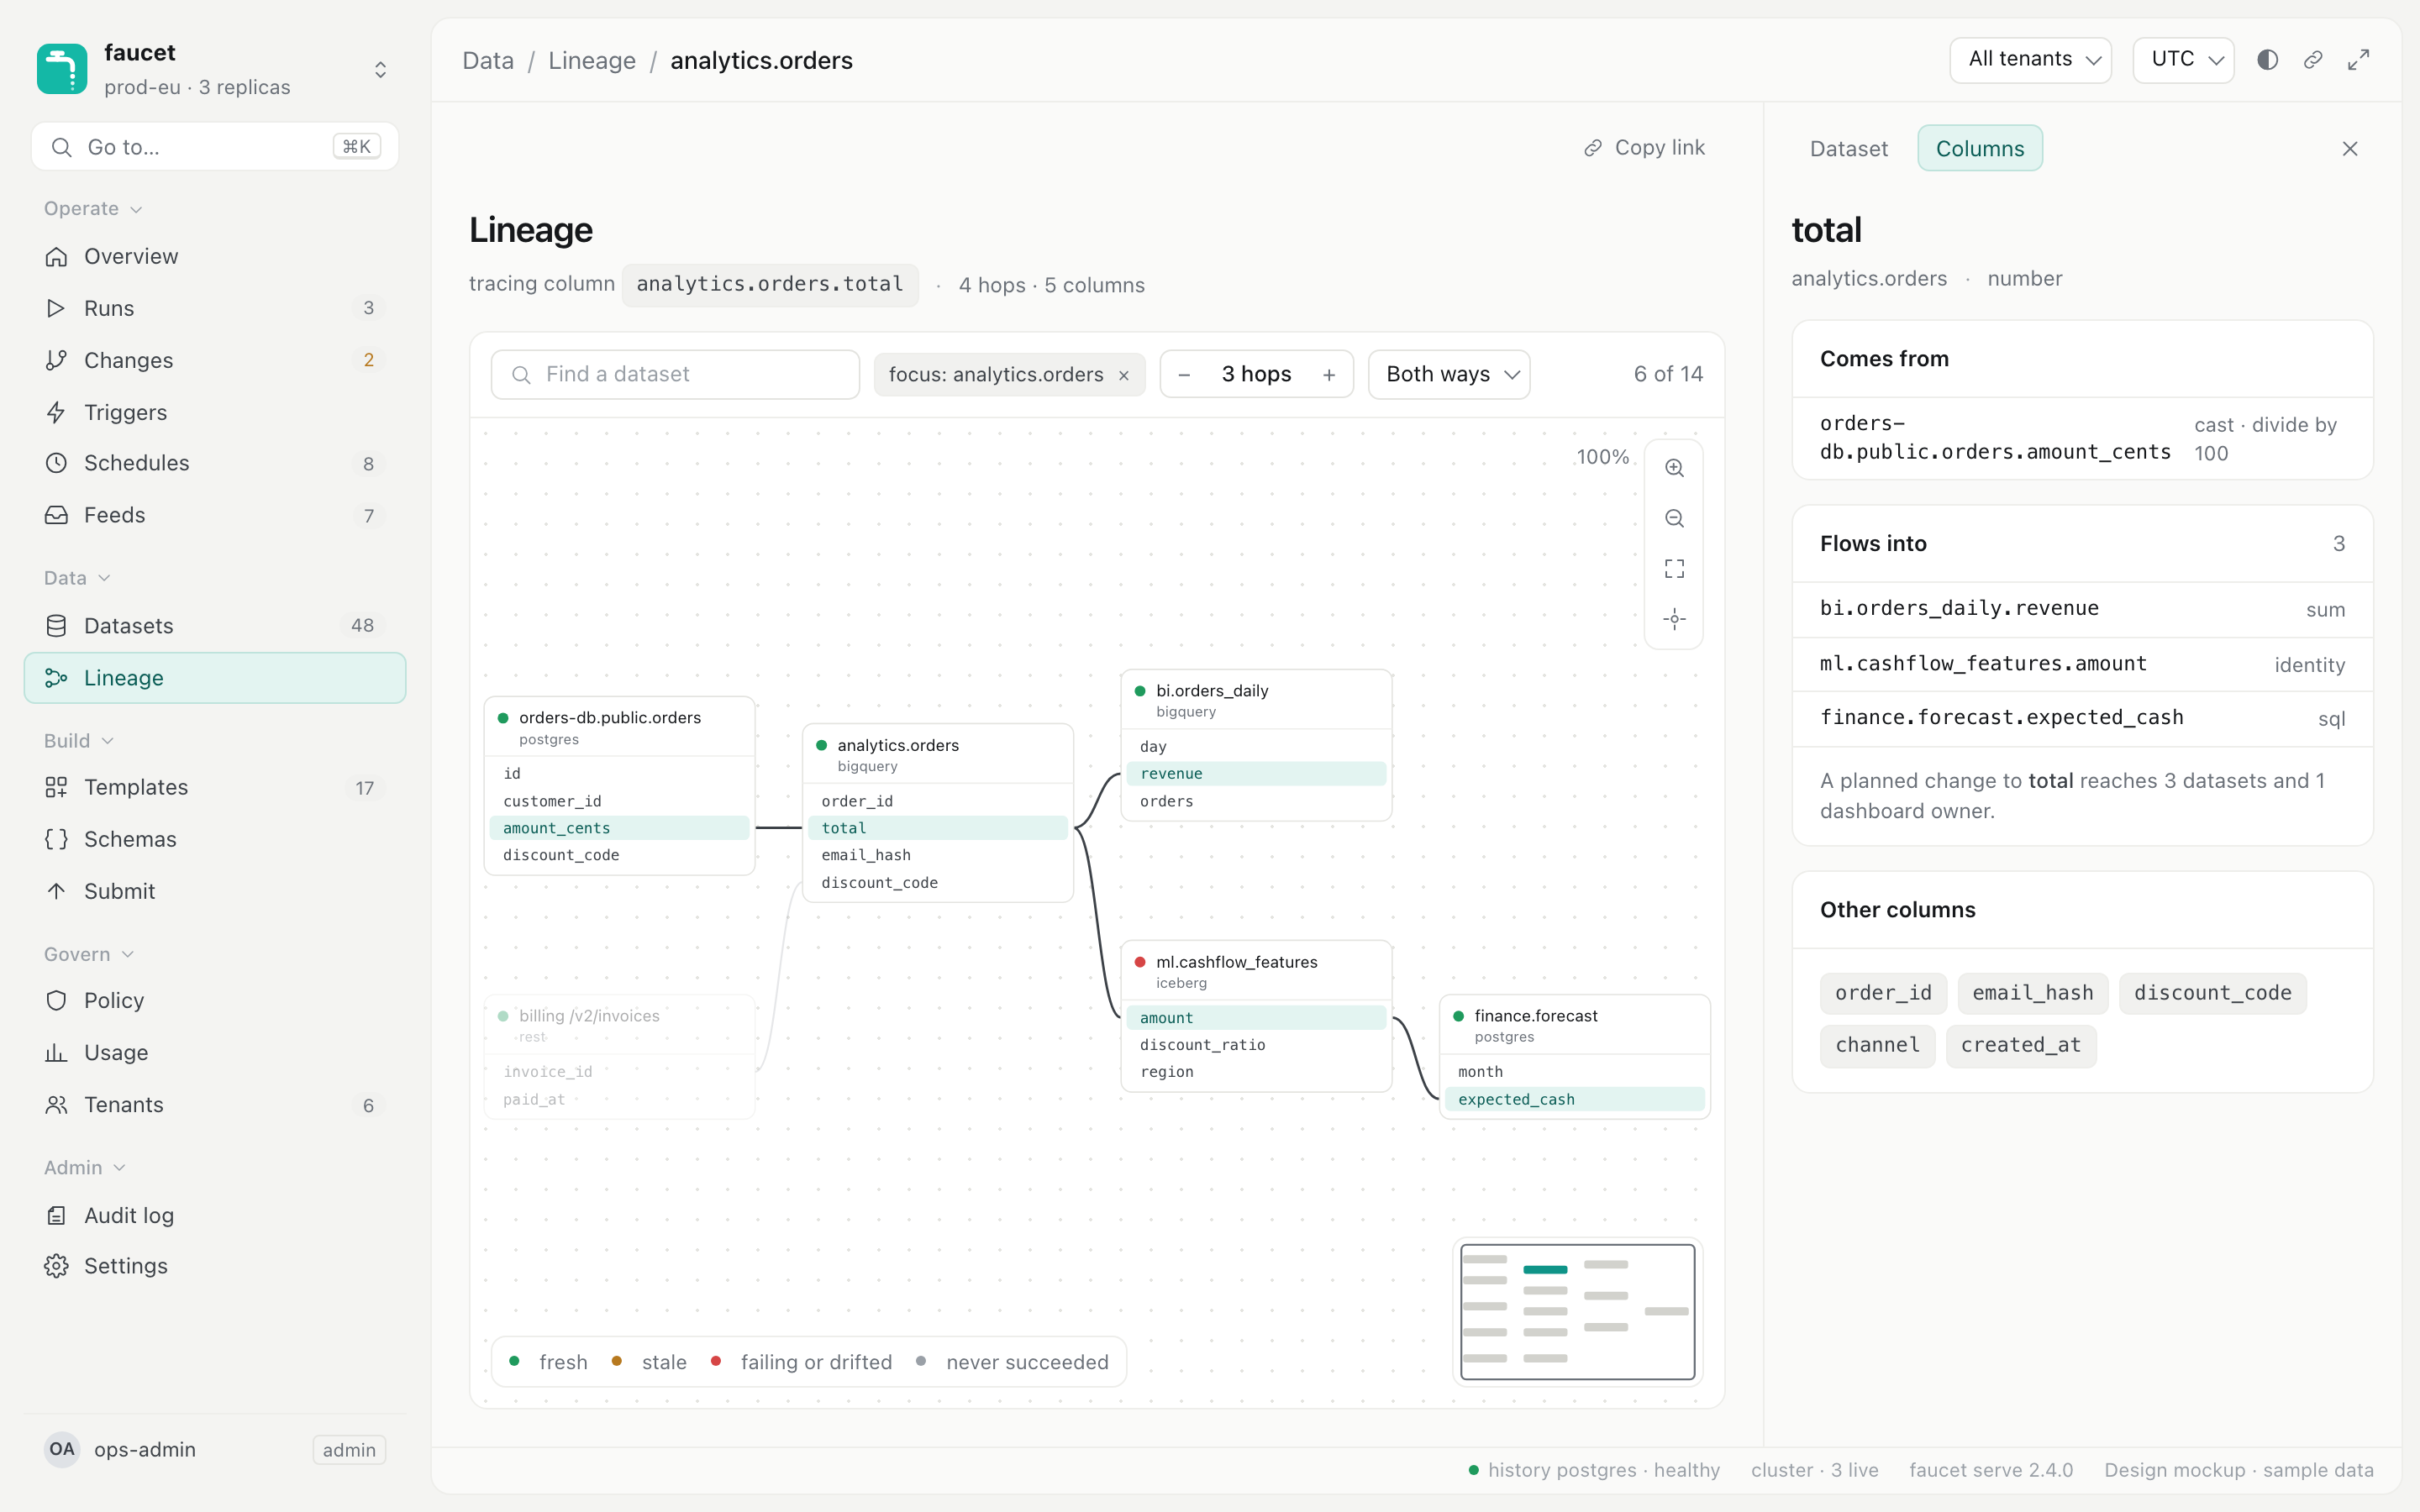 faucet
prod-eu · 3 replicas
Go to...
⌘K
Operate
Overview
Runs 3
Changes 2
Triggers
Schedules 8
Feeds 7
Data
Datasets 48
Lineage
Build
Templates 17
Schemas
Submit
Govern
Policy
Usage
Tenants 6
Admin
Audit log
Settings
OA ops-admin admin
Data / Lineage / analytics.orders
All tenants
UTC
Copy link
Lineage
tracing column analytics.orders.total · 4 hops · 5 columns
Find a dataset
focus: analytics.orders ×
− 3 hops +
Both ways
6 of 14
100%
orders-db.public.orders
postgres
id
customer_id
amount_cents
discount_code
analytics.orders
bigquery
order_id
total
email_hash
discount_code
bi.orders_daily
bigquery
day
revenue
orders
billing /v2/invoices
rest
invoice_id
paid_at
ml.cashflow_features
iceberg
amount
discount_ratio
region
finance.forecast
postgres
month
expected_cash
fresh
stale
failing or drifted
never succeeded
Dataset
Columns
total
analytics.orders · number
Comes from
orders-
db.public.orders.amount_cents
cast · divide by
100
Flows into 3
bi.orders_daily.revenue sum
ml.cashflow_features.amount identity
finance.forecast.expected_cash sql
A planned change to total reaches 3 datasets and 1
dashboard owner.
Other columns
order_id email_hash discount_code
channel created_at
history postgres · healthy
cluster · 3 live
faucet serve 2.4.0
Design mockup · sample data